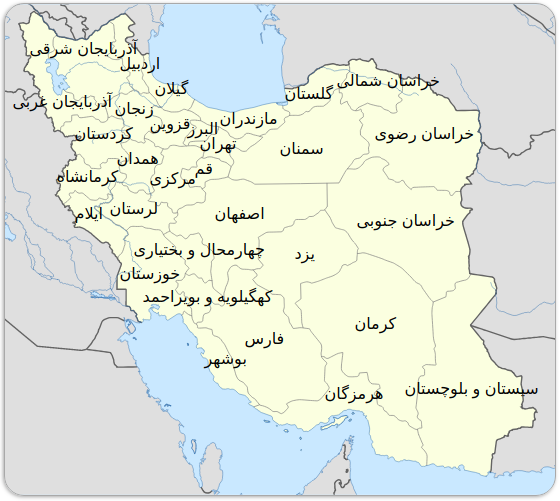 آذربایجان شرقی
اردبیل
خراسان شمالی
گیلان
گلستان
آذربایجان غربی
زنجان
مازندران
قزوین
البرز
کردستان
خراسان رضوی
تهران
سمنان
همدان
قم
کرمانشاه
مرکزی
لرستان
ایلام
اصفهان
خراسان جنوبی
چهارمحال و بختیاری
یزد
خوزستان
کهگیلویه و بویراحمد
کرمان
فارس
بوشهر
سیستان و بلوچستان
هرمزگان